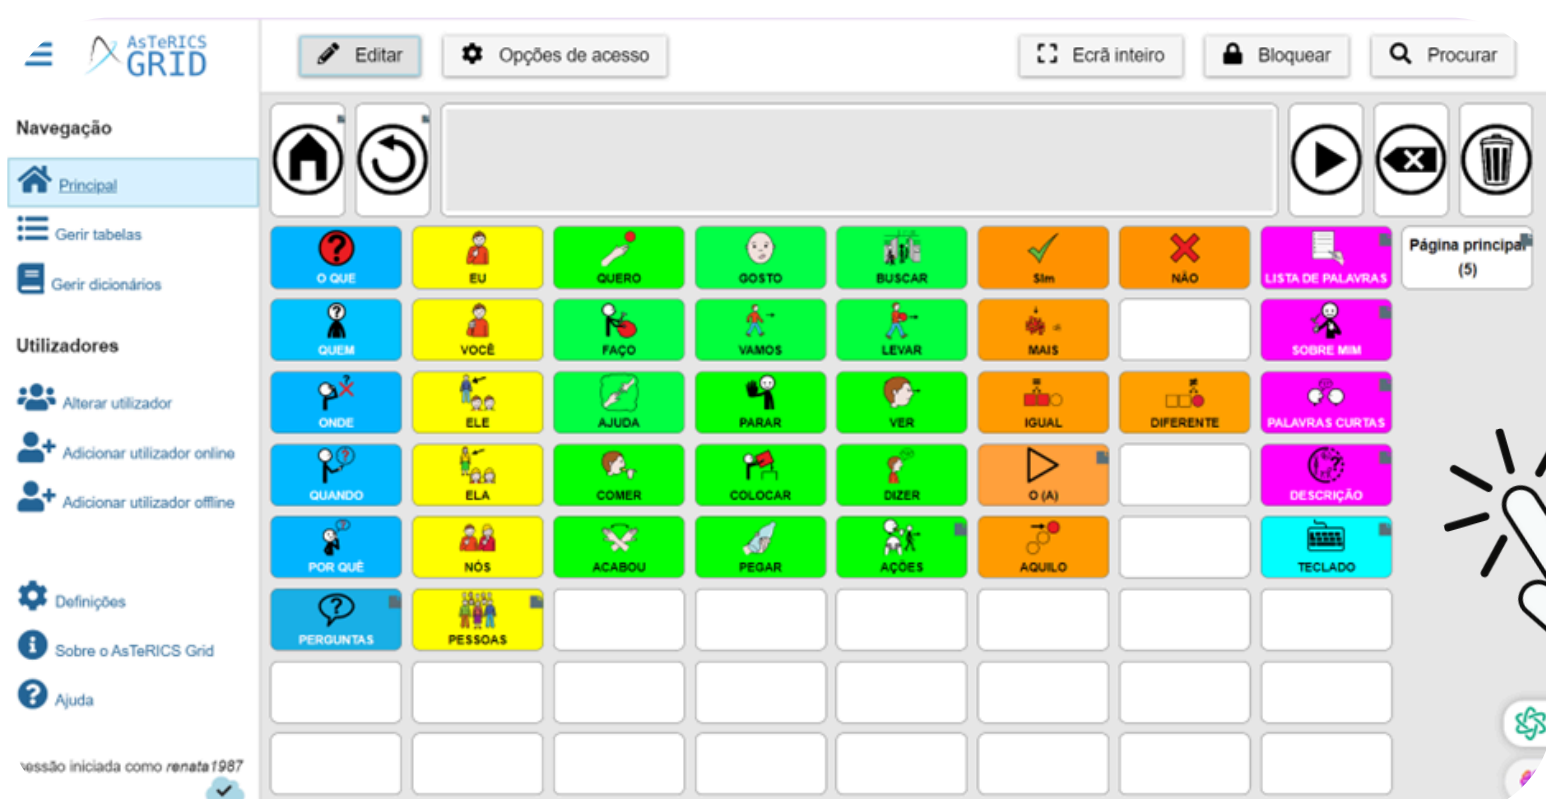 AsTeRICS
GRID
Editar
Opções de acesso
Ecrã inteiro
Bloquear
Procurar
Navegação
Principal
Gerir tabelas
Gerir dicionários
Utilizadores
Alterar utilizador
Adicionar utilizador online
Adicionar utilizador offline
Definições
Sobre o AsTeRICS Grid
Ajuda
sessão iniciada como renata1987
O QUE
EU
QUERO
GOSTO
BUSCAR
SIm
NÃO
LISTA DE PALAVRAS
Página principal
(5)
QUEM
VOCÊ
FAÇO
VAMOS
LEVAR
MAIS
SOBRE MIM
ONDE
ELE
AJUDA
PARAR
VER
IGUAL
DIFERENTE
PALAVRAS CURTAS
QUANDO
ELA
COMER
COLOCAR
DIZER
O (A)
DESCRIÇÃO
POR QUÊ
NÓS
ACABOU
PEGAR
AÇÕES
AQUILO
TECLADO
PERGUNTAS
PESSOAS